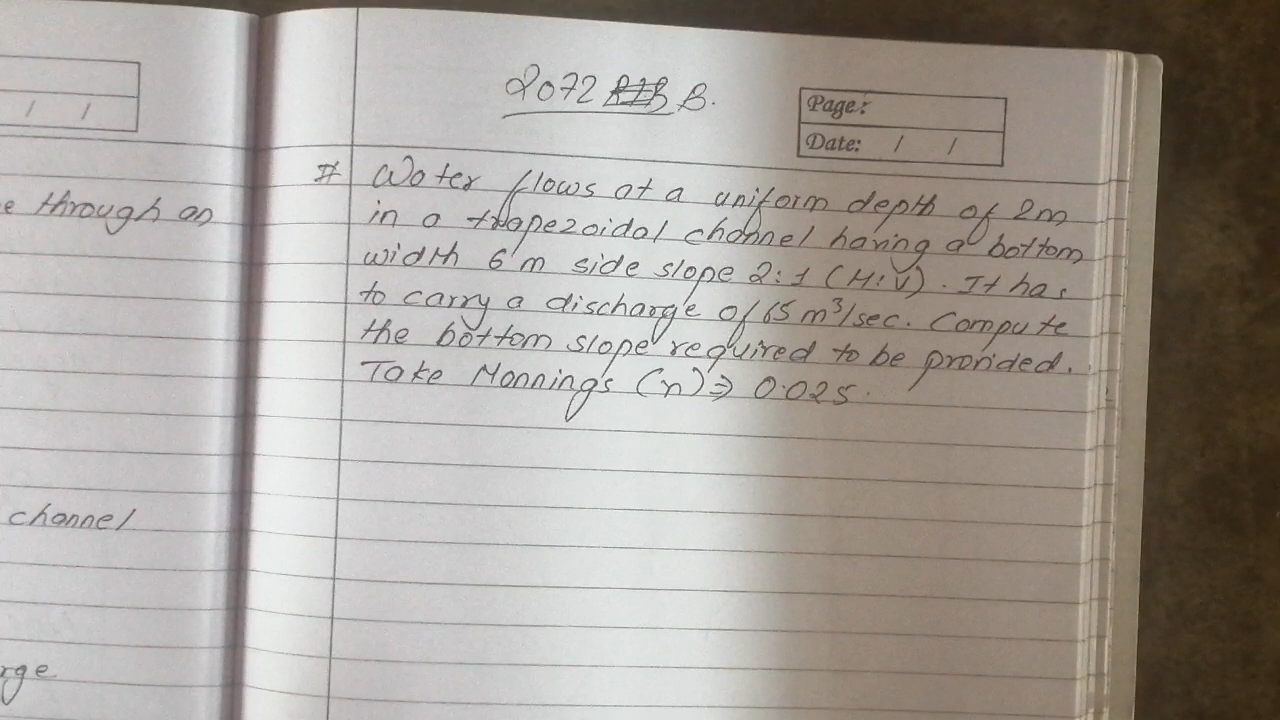 2072 B.
Page:
Date: / /
/ /
# Water flows at a uniform depth of 2m
in a trapezoidal channel having a bottom
width 6 m side slope 2:1 (H:V). It has
to carry a discharge of 65 m³/sec. Compute
the bottom slope required to be provided.
Take Mannings (n) ⇒ 0.025.
e through an
channel
rge